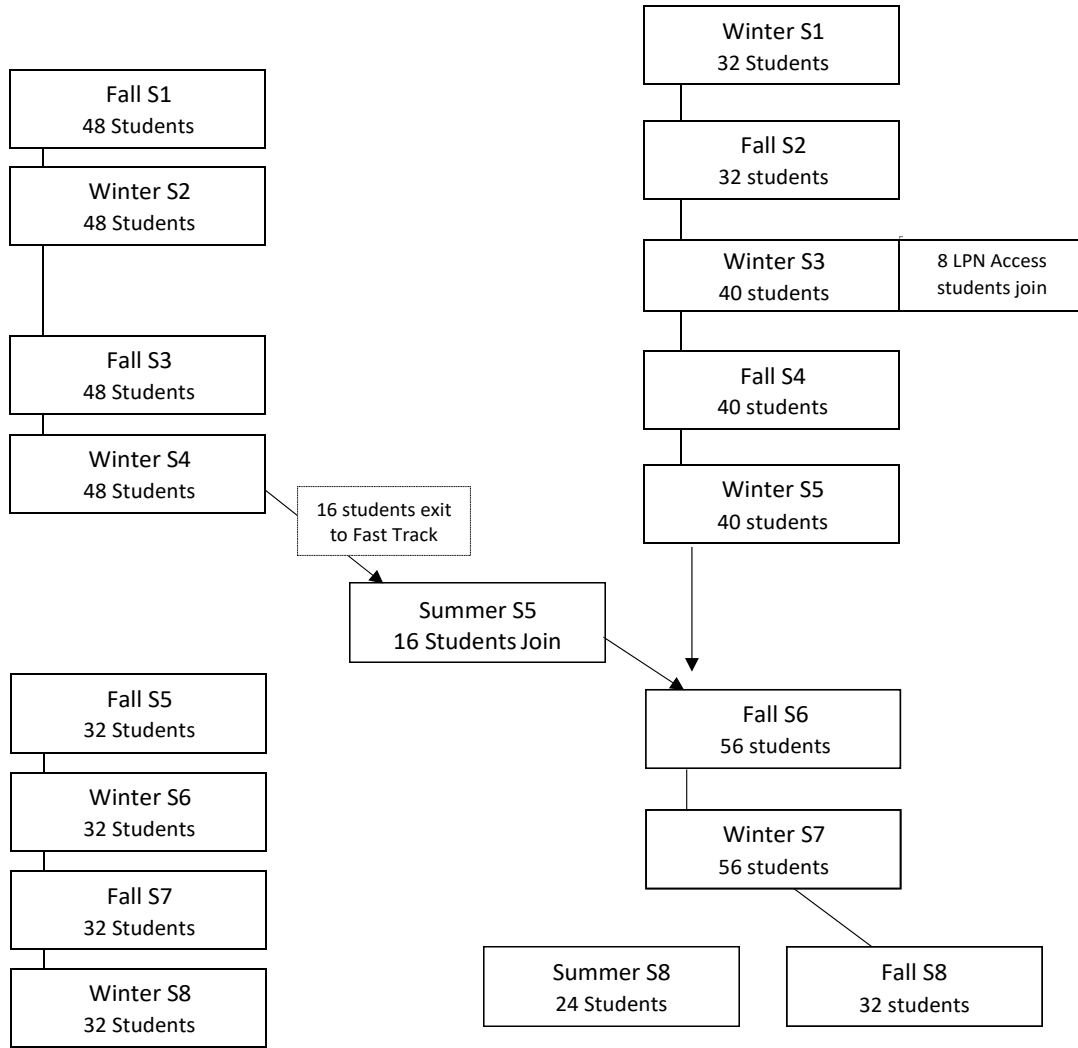 Fall S1
48 Students
Winter S2
48 Students
Fall S3
48 Students
Winter S4
48 Students
16 students exit
to Fast Track
Summer S5
16 Students Join
Fall S5
32 Students
Winter S6
32 Students
Fall S7
32 Students
Winter S8
32 Students
Winter S1
32 Students
Fall S2
32 students
Winter S3
40 students
8 LPN Access
students join
Fall S4
40 students
Winter S5
40 students
Fall S6
56 students
Winter S7
56 students
Summer S8
24 Students
Fall S8
32 students